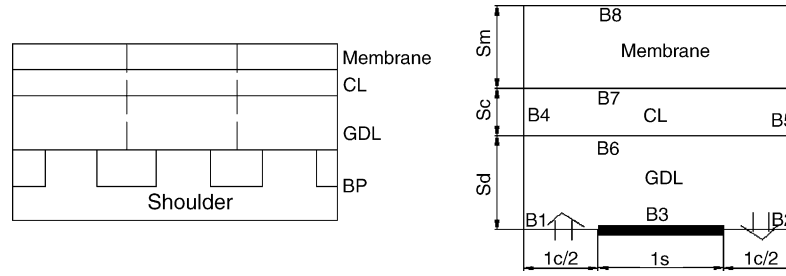 Membrane
CL
GDL
BP
Shoulder
B8
Sm
Membrane
B7
Sc
B4
CL
B5
B6
Sd
GDL
B1
B3
B2
1c/2
1s
1c/2